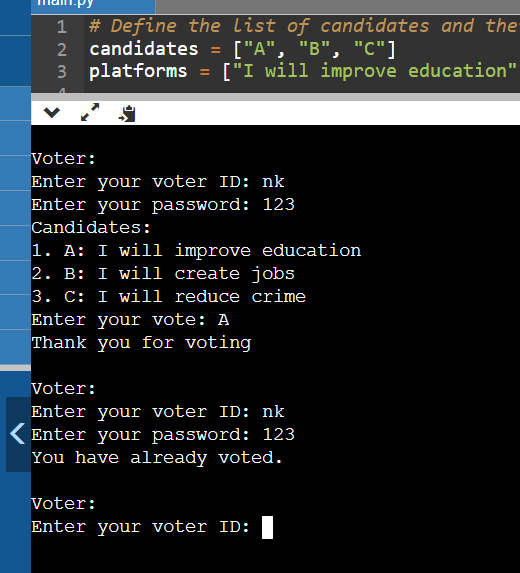 main.py
1 # Define the list of candidates and the
2 candidates = ["A", "B", "C"]
3 platforms = ["I will improve education"
4
Voter:
Enter your voter ID: nk
Enter your password: 123
Candidates:
1. A: I will improve education
2. B: I will create jobs
3. C: I will reduce crime
Enter your vote: A
Thank you for voting
Voter:
Enter your voter ID: nk
Enter your password: 123
You have already voted.
Voter:
Enter your voter ID: